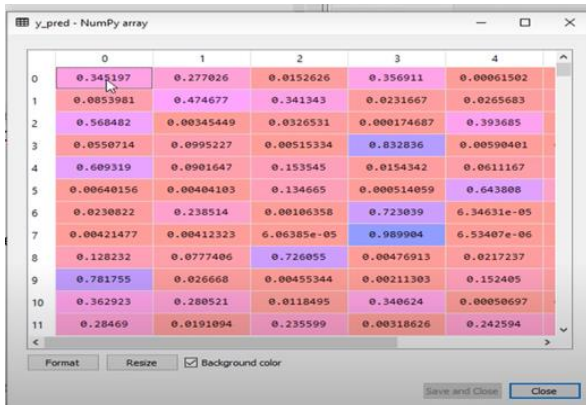 y_pred - NumPy array
0 1 2 3 4
0 0.345197 0.277026 0.0152626 0.356911 0.00061502
1 0.0853981 0.474677 0.341343 0.0231667 0.0265683
2 0.568482 0.00345449 0.0326531 0.000174687 0.393685
3 0.0550714 0.0995227 0.00515334 0.832836 0.00590401
4 0.609319 0.0901647 0.153545 0.0154342 0.0611167
5 0.00640156 0.00404103 0.134665 0.000514059 0.643808
6 0.0230822 0.238514 0.00106358 0.723039 6.34631e-05
7 0.00421477 0.00412323 6.06385e-05 0.989904 6.53407e-06
8 0.128232 0.0777406 0.726055 0.00476913 0.0217237
9 0.781755 0.026668 0.00455344 0.00211303 0.152405
10 0.362923 0.280521 0.0118495 0.340624 0.00050697
11 0.28469 0.0191094 0.235599 0.00318626 0.242594
Format Resize Background color
Save and Close Close